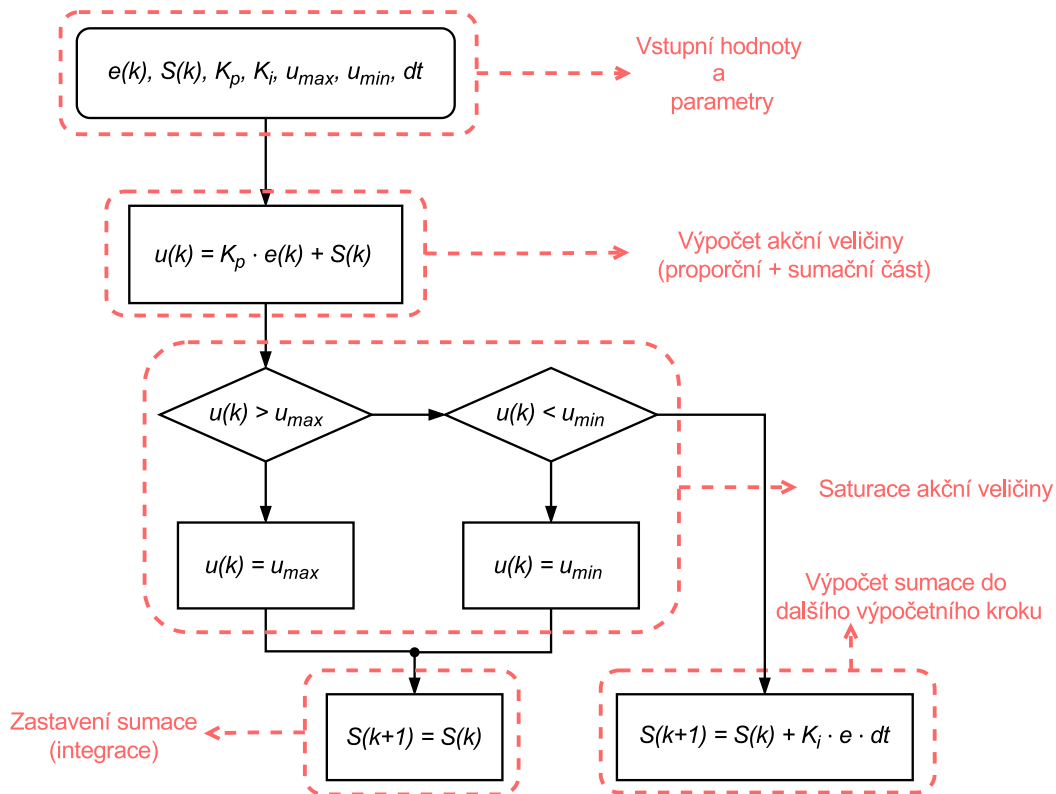 e(k), S(k), Kp, Ki, umax, umin, dt
Vstupní hodnoty
a
parametry
u(k) = Kp · e(k) + S(k)
Výpočet akční veličiny
(proporční + sumační část)
u(k) > umax
u(k) < umin
Saturace akční veličiny
u(k) = umax
u(k) = umin
Výpočet sumace do
dalšího výpočetního kroku
Zastavení sumace
(integrace)
S(k+1) = S(k)
S(k+1) = S(k) + Ki · e · dt